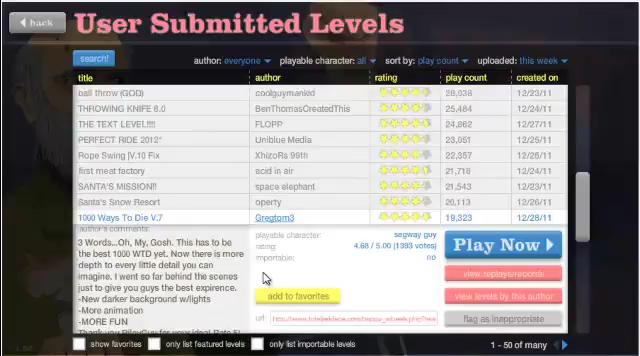 back
User Submitted Levels
search!
author: everyone playable character: all sort by: play count uploaded: this week
title author rating play count created on
ball throw (GOD) coolguymanked 28,038 12/23/11
THROWING KNIFE 6.0 BenThomasCreatedThis 25,484 12/24/11
THE TEXT LEVEL!!!! FLOPP 24,862 12/27/11
PERFECT RIDE 2012* Uniblue Media 23,051 12/25/11
Rope Swing |V.10 Fix XhizoRs 99th 22,357 12/26/11
first meat factory acid in air 21,718 12/24/11
SANTA'S MISSION!! space elephant 21,543 12/23/11
Santa's Snow Resort operty 20,113 12/26/11
1000 Ways To Die V.7 Gregtom3 19,323 12/28/11
author's comments:
3 Words...Oh, My, Gosh. This has to be
the best 1000 WTD yet. Now there is more
depth to every little detail you can
imagine. I went so far behind the scenes
just to give you guys the best expirence.
-New darker background w/lights
-More animation
-MORE FUN
playable character: segway guy
rating: 4.68 / 5.00 (1393 votes)
importable: no
add to favorites
url:
Play Now
view replays/records
view levels by this author
flag as inappropriate
show favorites only list featured levels only list importable levels 1 - 50 of many